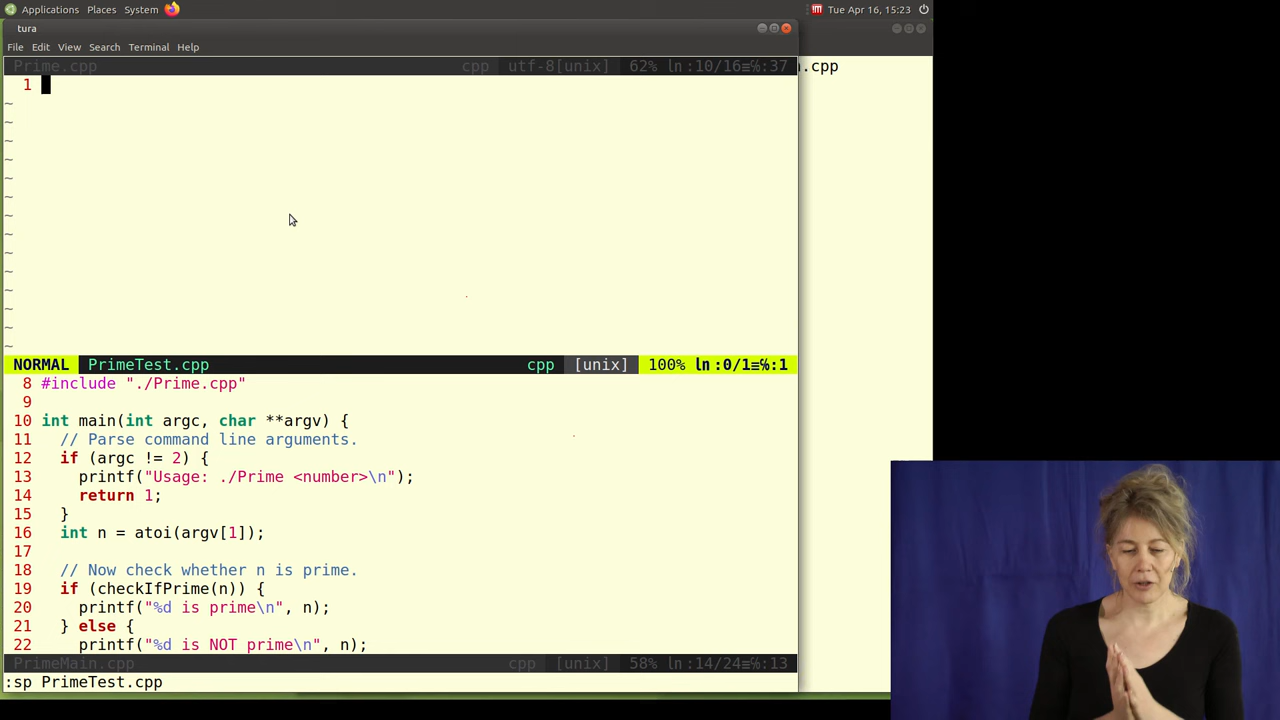 Applications Places System
Tue Apr 16, 15:23
tura
File Edit View Search Terminal Help
Prime.cpp cpp utf-8[unix] 62% ln:10/16≡℅:37
.cpp
1
~
~
~
~
~
~
~
~
~
~
~
~
~
~
NORMAL PrimeTest.cpp cpp [unix] 100% ln:0/1≡℅:1
8 #include "./Prime.cpp"
9
10 int main(int argc, char **argv) {
11 // Parse command line arguments.
12 if (argc != 2) {
13 printf("Usage: ./Prime <number>\n");
14 return 1;
15 }
16 int n = atoi(argv[1]);
17
18 // Now check whether n is prime.
19 if (checkIfPrime(n)) {
20 printf("%d is prime\n", n);
21 } else {
22 printf("%d is NOT prime\n", n);
PrimeMain.cpp cpp [unix] 58% ln:14/24≡℅:13
:sp PrimeTest.cpp